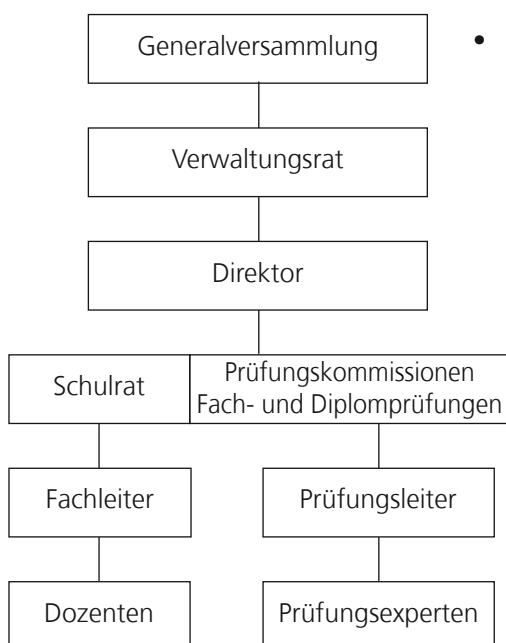 Generalversammlung
•
Verwaltungsrat
Direktor
Schulrat
Prüfungskommissionen
Fach- und Diplomprüfungen
Fachleiter
Prüfungsleiter
Dozenten
Prüfungsexperten